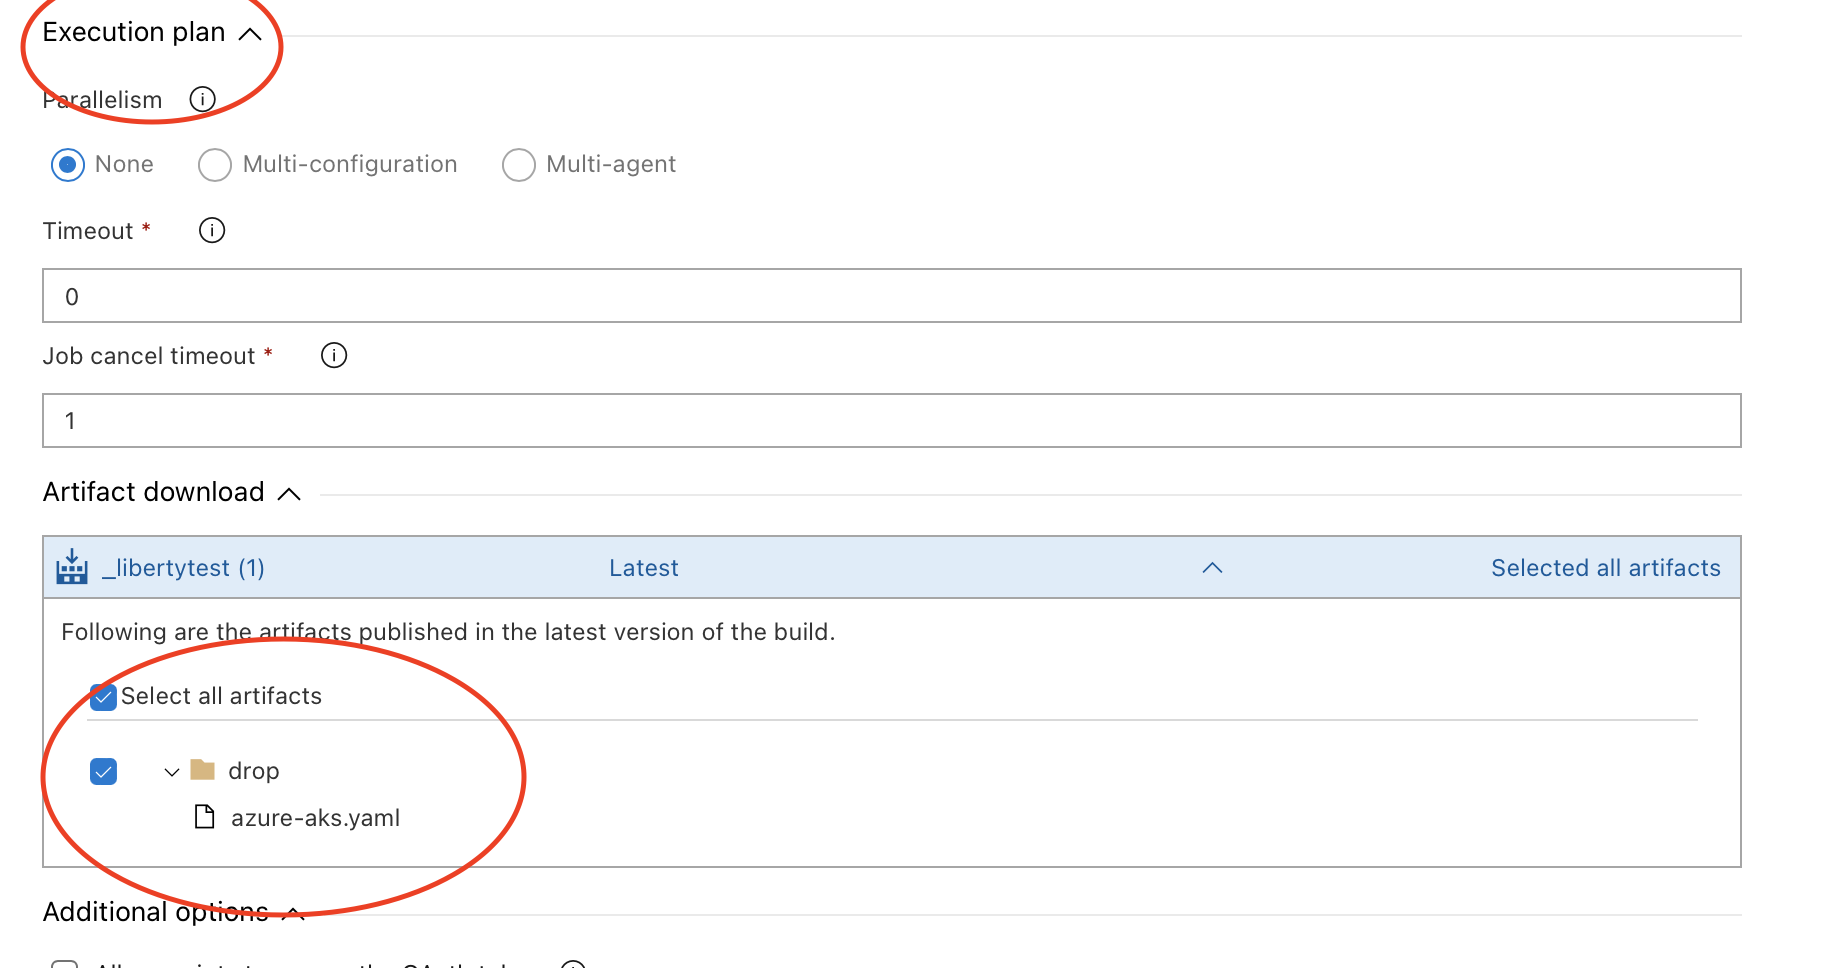 Execution plan
Parallelism
None Multi-configuration Multi-agent
Timeout *
0
Job cancel timeout *
1
Artifact download
_libertytest (1) Latest Selected all artifacts
Following are the artifacts published in the latest version of the build.
Select all artifacts
drop
azure-aks.yaml
Additional options